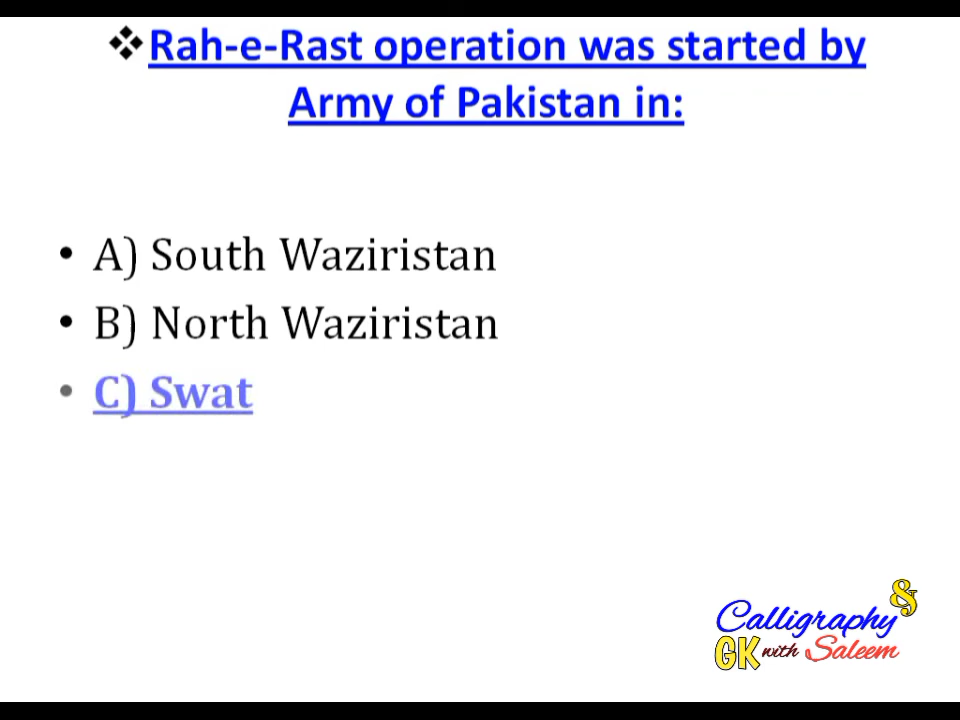 ❖Rah-e-Rast operation was started by
Army of Pakistan in:
• A) South Waziristan
• B) North Waziristan
• C) Swat
&
Calligraphy
GK with Saleem